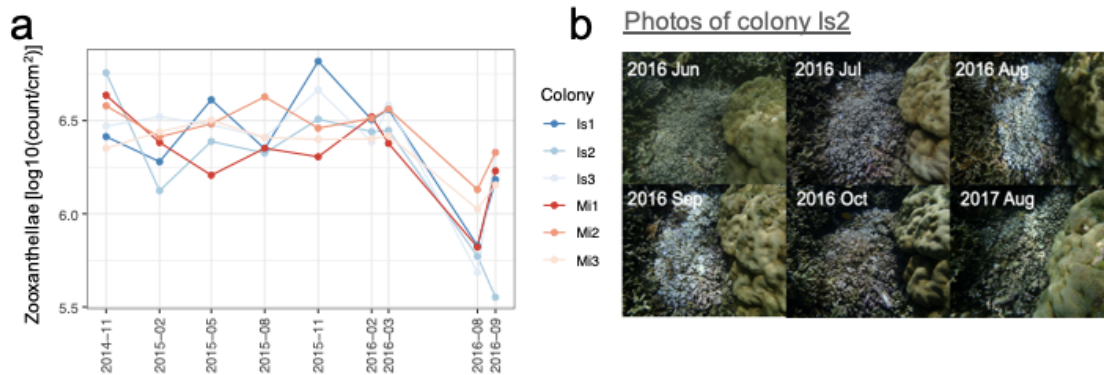 a
Zooxanthellae [log10(count/cm²)]
6.5
6.0
5.5
2014–11
2015–02
2015–05
2015–08
2015–11
2016–02
2016–03
2016–08
2016–09
Colony
Is1
Is2
Is3
Mi1
Mi2
Mi3
b
Photos of colony Is2
2016 Jun
2016 Jul
2016 Aug
2016 Sep
2016 Oct
2017 Aug